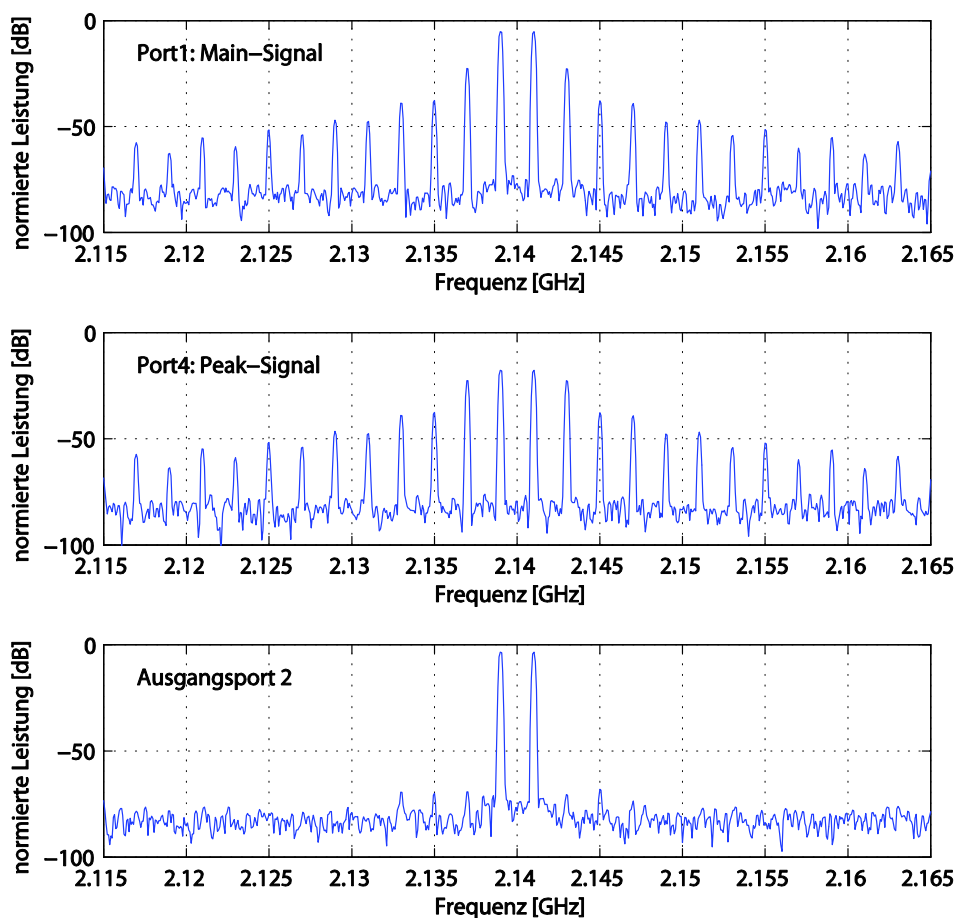 normierte Leistung [dB]
0
−50
−100
Port1: Main−Signal
2.115 2.12 2.125 2.13 2.135 2.14 2.145 2.15 2.155 2.16 2.165
Frequenz [GHz]
normierte Leistung [dB]
0
−50
−100
Port4: Peak−Signal
2.115 2.12 2.125 2.13 2.135 2.14 2.145 2.15 2.155 2.16 2.165
Frequenz [GHz]
normierte Leistung [dB]
0
−50
−100
Ausgangsport 2
2.115 2.12 2.125 2.13 2.135 2.14 2.145 2.15 2.155 2.16 2.165
Frequenz [GHz]